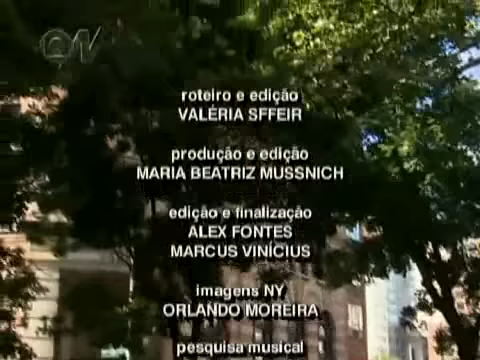 roteiro e edição
VALÉRIA SFFEIR
produção e edição
MARIA BEATRIZ MUSSNICH
edição e finalização
ALEX FONTES
MARCUS VINÍCIUS
imagens NY
ORLANDO MOREIRA
pesquisa musical